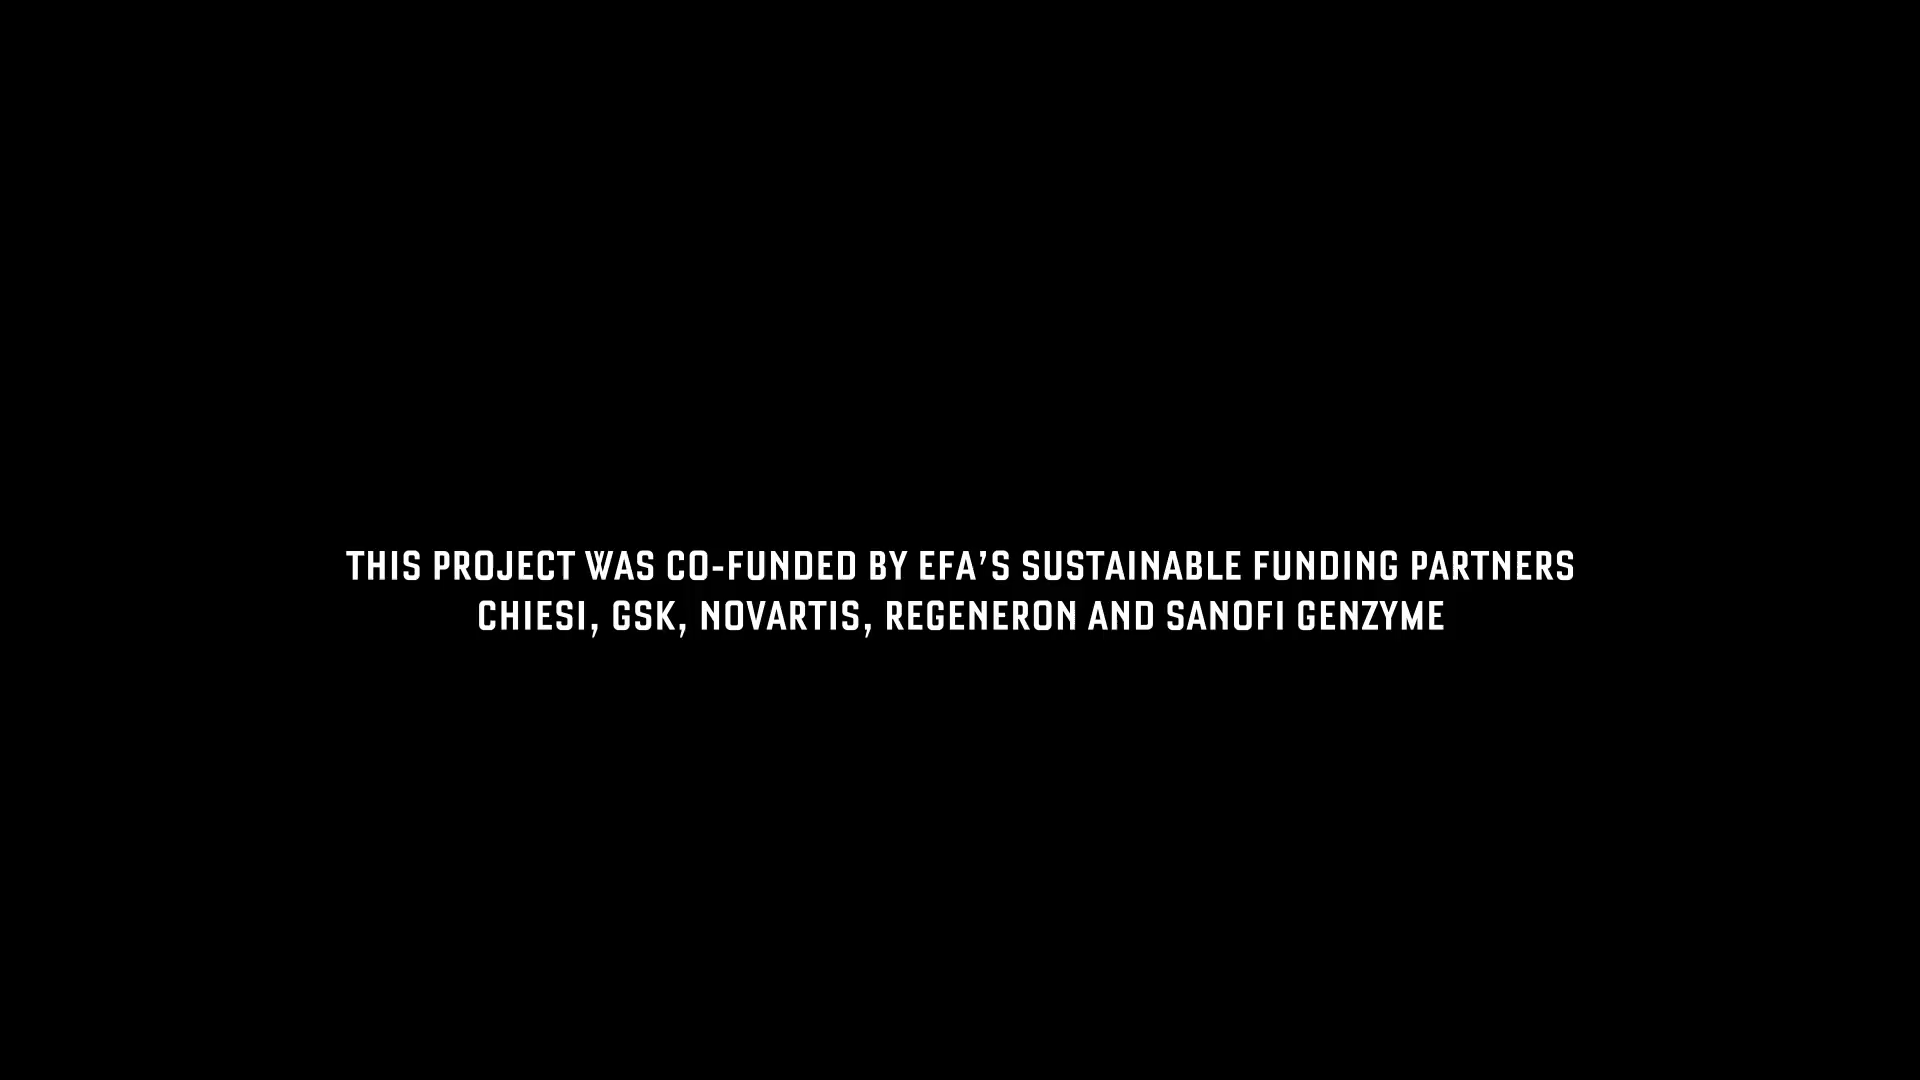 THIS PROJECT WAS CO-FUNDED BY EFA’S SUSTAINABLE FUNDING PARTNERS
CHIESI, GSK, NOVARTIS, REGENERON AND SANOFI GENZYME